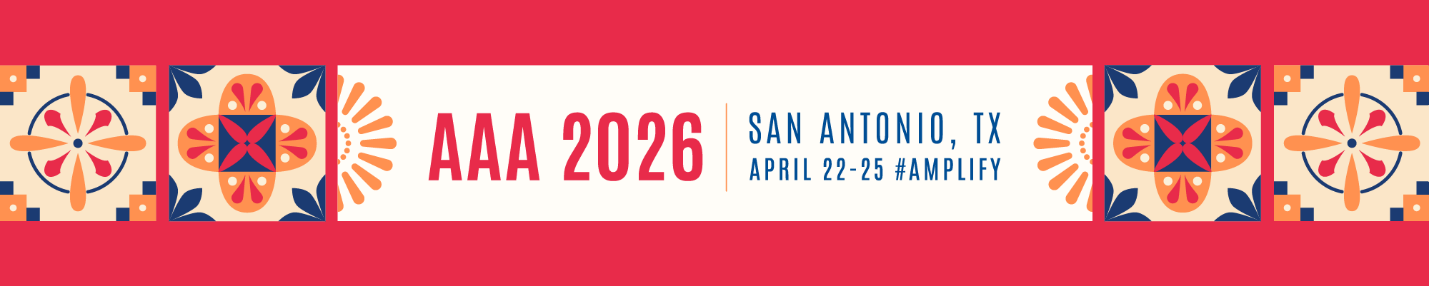 AAA 2026
SAN ANTONIO, TX
APRIL 22-25 #AMPLIFY